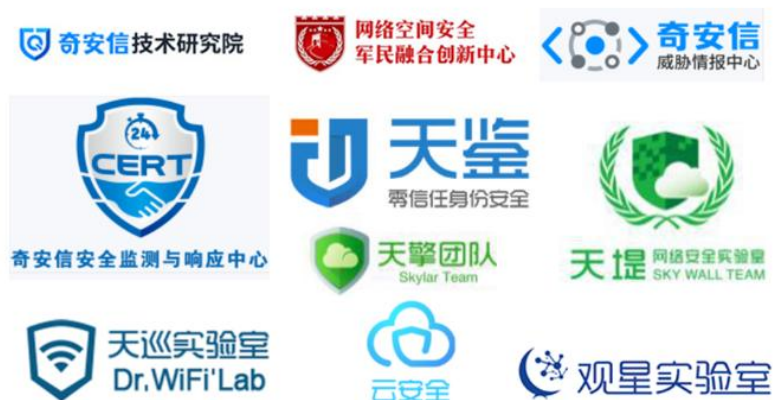 奇安信技术研究院
网络空间安全
军民融合创新中心
奇安信
威胁情报中心
24
CERT
奇安信安全监测与响应中心
天鉴
零信任身份安全
天擎团队
Skylar Team
天堤 网络安全实验室
SKY WALL TEAM
天巡实验室
Dr.WiFi'Lab
云安全
观星实验室